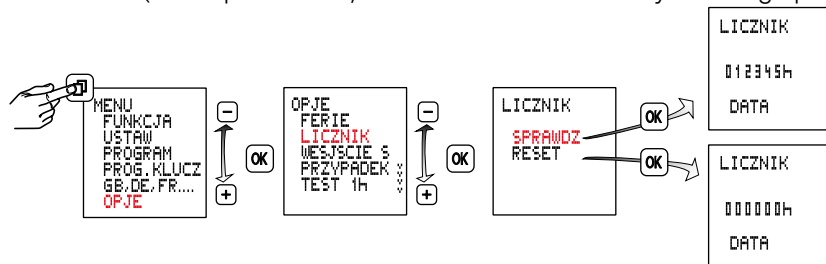 MENU
FUNKCJA
USTAW
PROGRAM
PROG.KLUCZ
GB,DE,FR....
OPJE
−
OK
+
OPJE
FERIE
LICZNIK
WESJSCIE S
PRZYPADEK
TEST 1h
−
OK
+
LICZNIK
SPRAWDZ
RESET
OK
OK
LICZNIK
012345h
DATA
LICZNIK
000000h
DATA